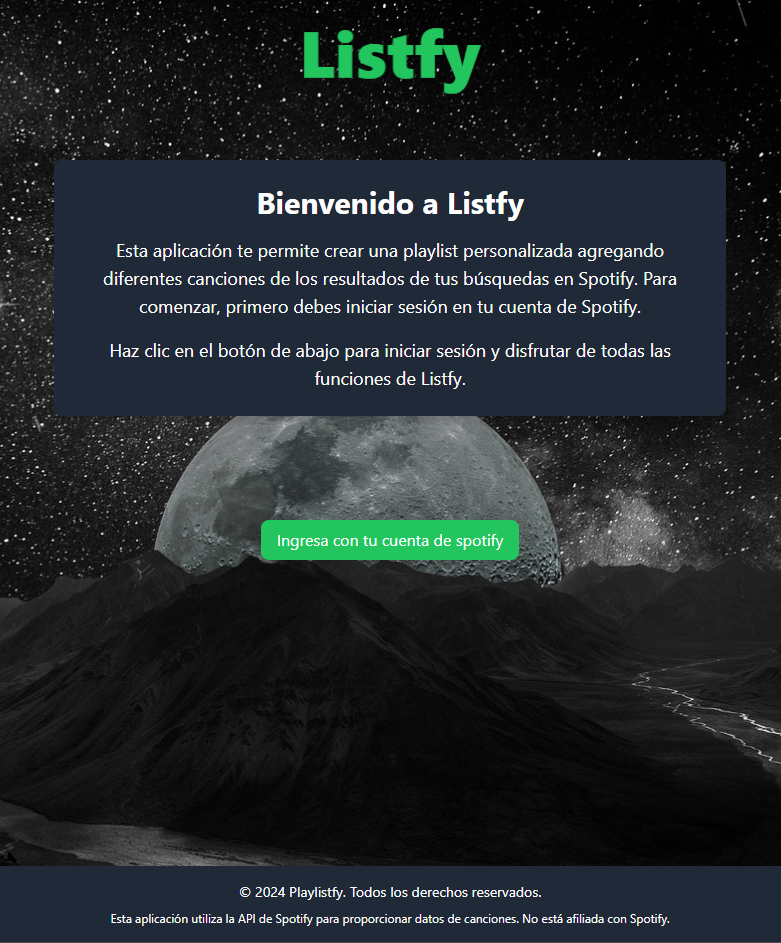 Listfy
Bienvenido a Listfy
Esta aplicación te permite crear una playlist personalizada agregando
diferentes canciones de los resultados de tus búsquedas en Spotify. Para
comenzar, primero debes iniciar sesión en tu cuenta de Spotify.
Haz clic en el botón de abajo para iniciar sesión y disfrutar de todas las
funciones de Listfy.
Ingresa con tu cuenta de spotify
© 2024 Playlistfy. Todos los derechos reservados.
Esta aplicación utiliza la API de Spotify para proporcionar datos de canciones. No está afiliada con Spotify.